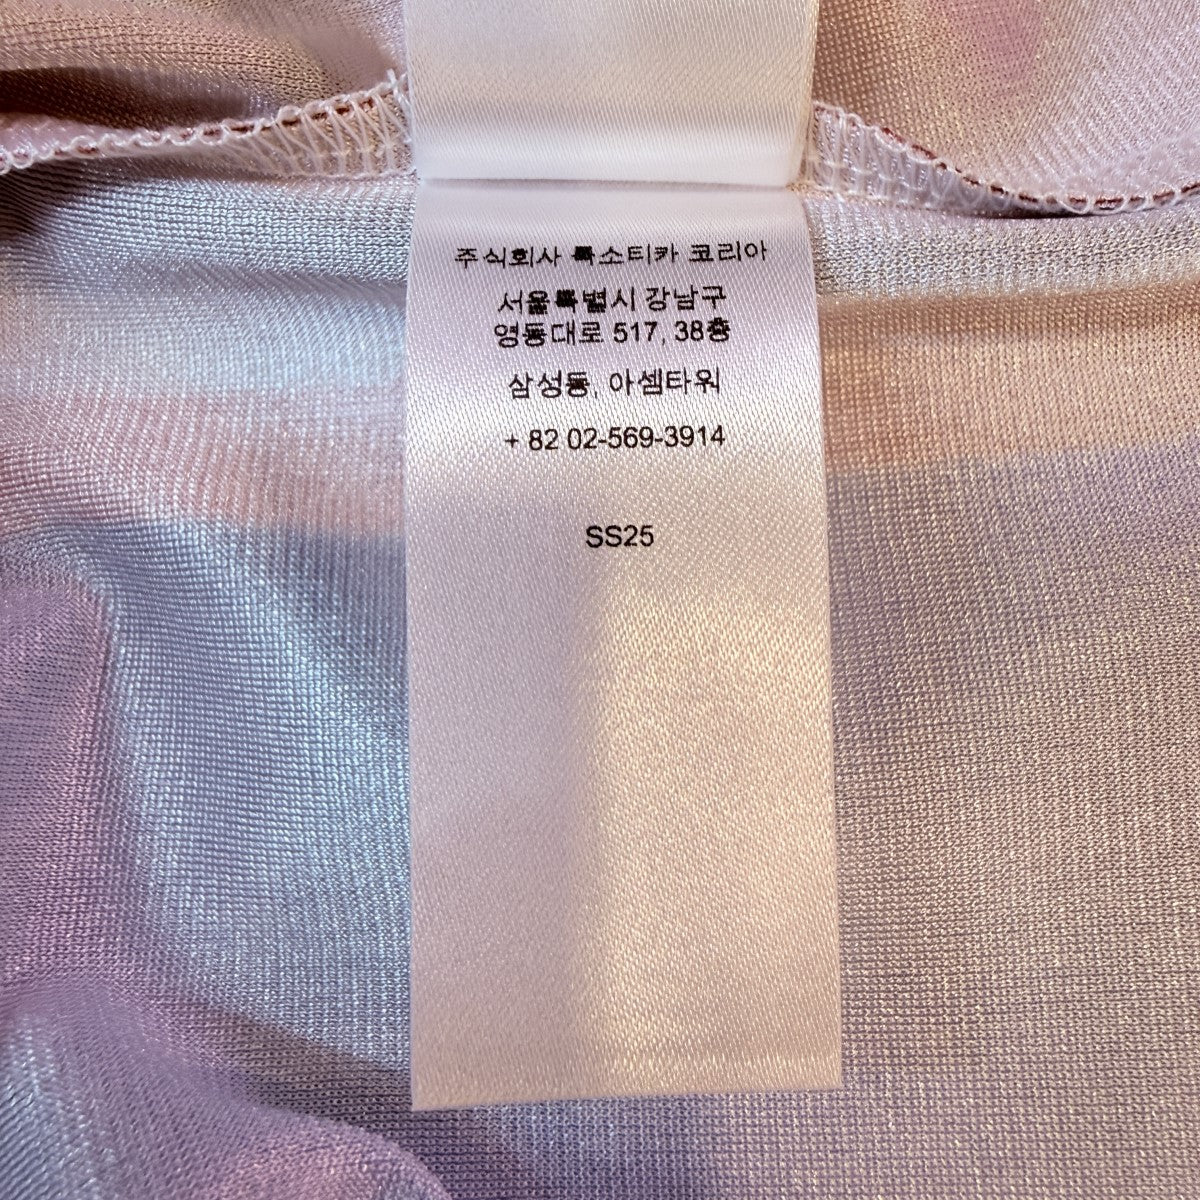 주식회사 룩소티카 코리아
서울특별시 강남구
영동대로 517, 38층
삼성동, 아셈타워
+ 82 02-569-3914
SS25